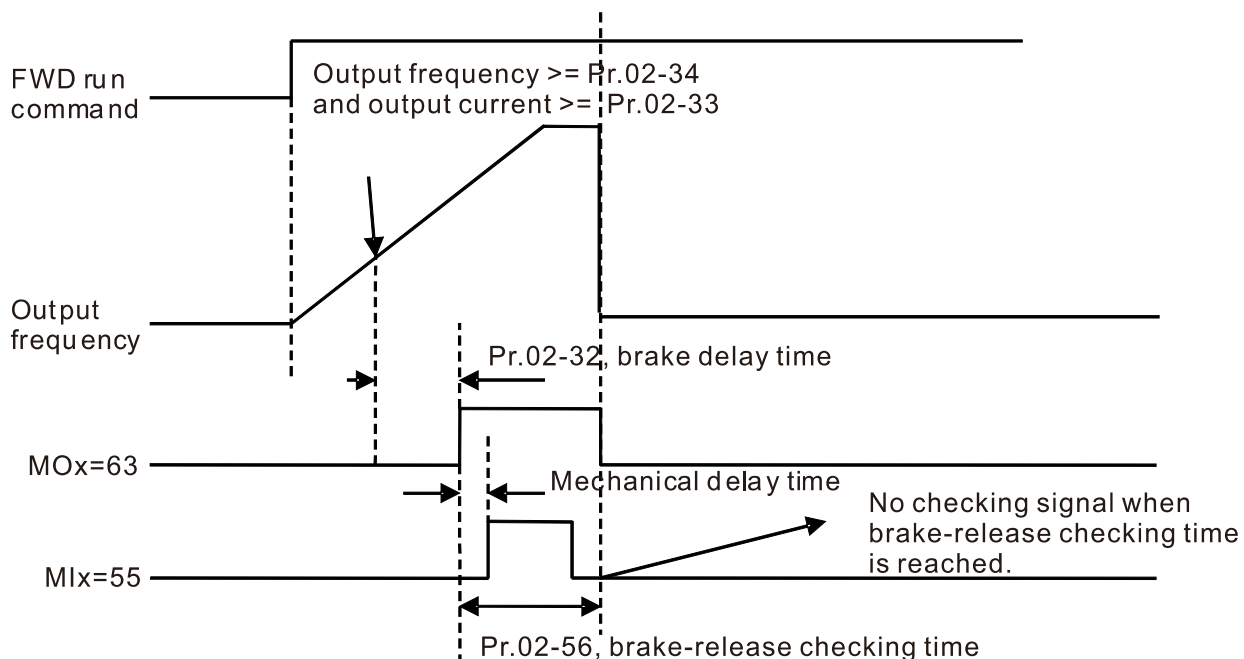 FWD run
command
Output frequency >= Pr.02-34
and output current >= Pr.02-33
Output
frequency
Pr.02-32, brake delay time
MOx=63
Mechanical delay time
No checking signal when
brake-release checking time
is reached.
MIx=55
Pr.02-56, brake-release checking time